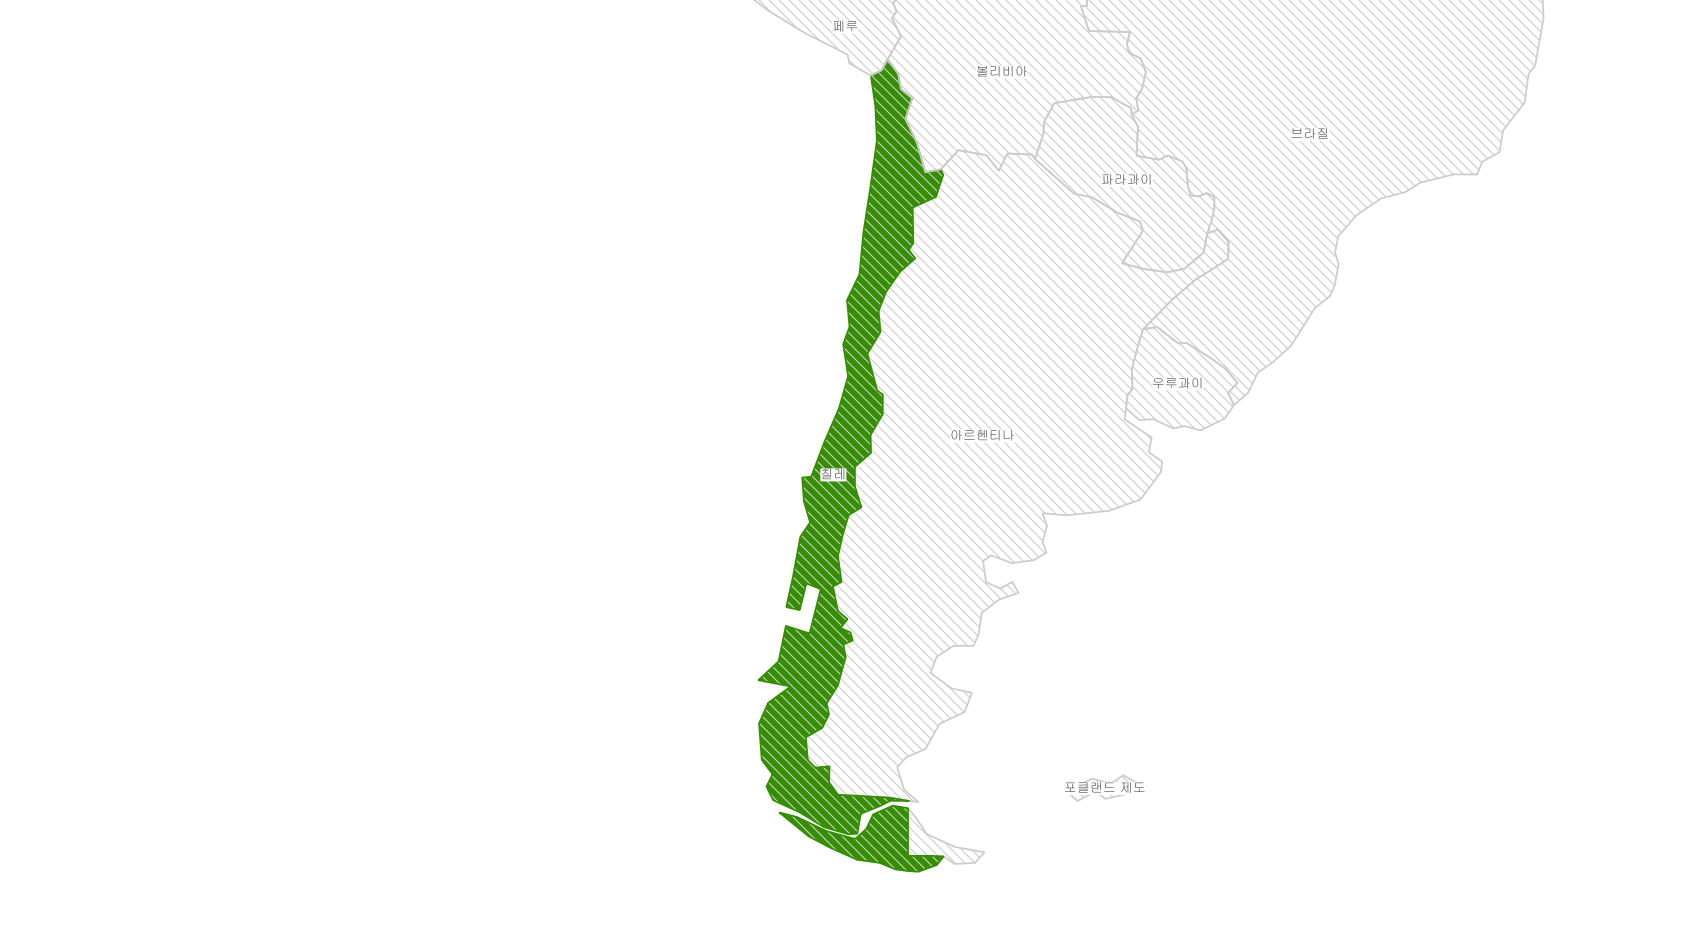 페루
볼리비아
브라질
파라과이
우루과이
아르헨티나
칠레
포클랜드 제도